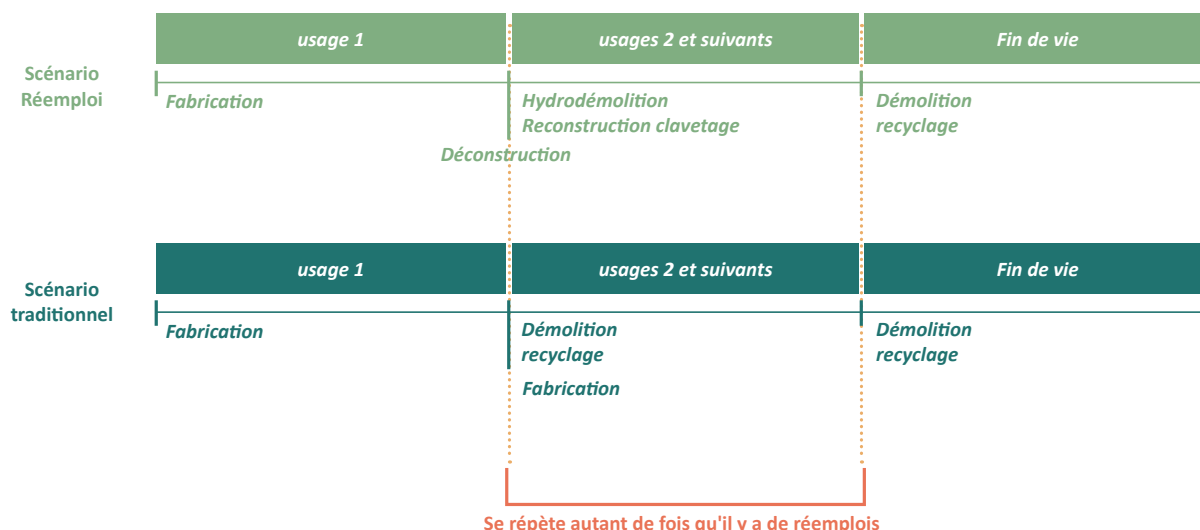 usage 1
usages 2 et suivants
Fin de vie
Scénario
Réemploi
Fabrication
Hydrodémolition
Reconstruction clavetage
Déconstruction
Démolition
recyclage
usage 1
usages 2 et suivants
Fin de vie
Scénario
traditionnel
Fabrication
Démolition
recyclage
Fabrication
Démolition
recyclage
Se répète autant de fois qu'il y a de réemplois